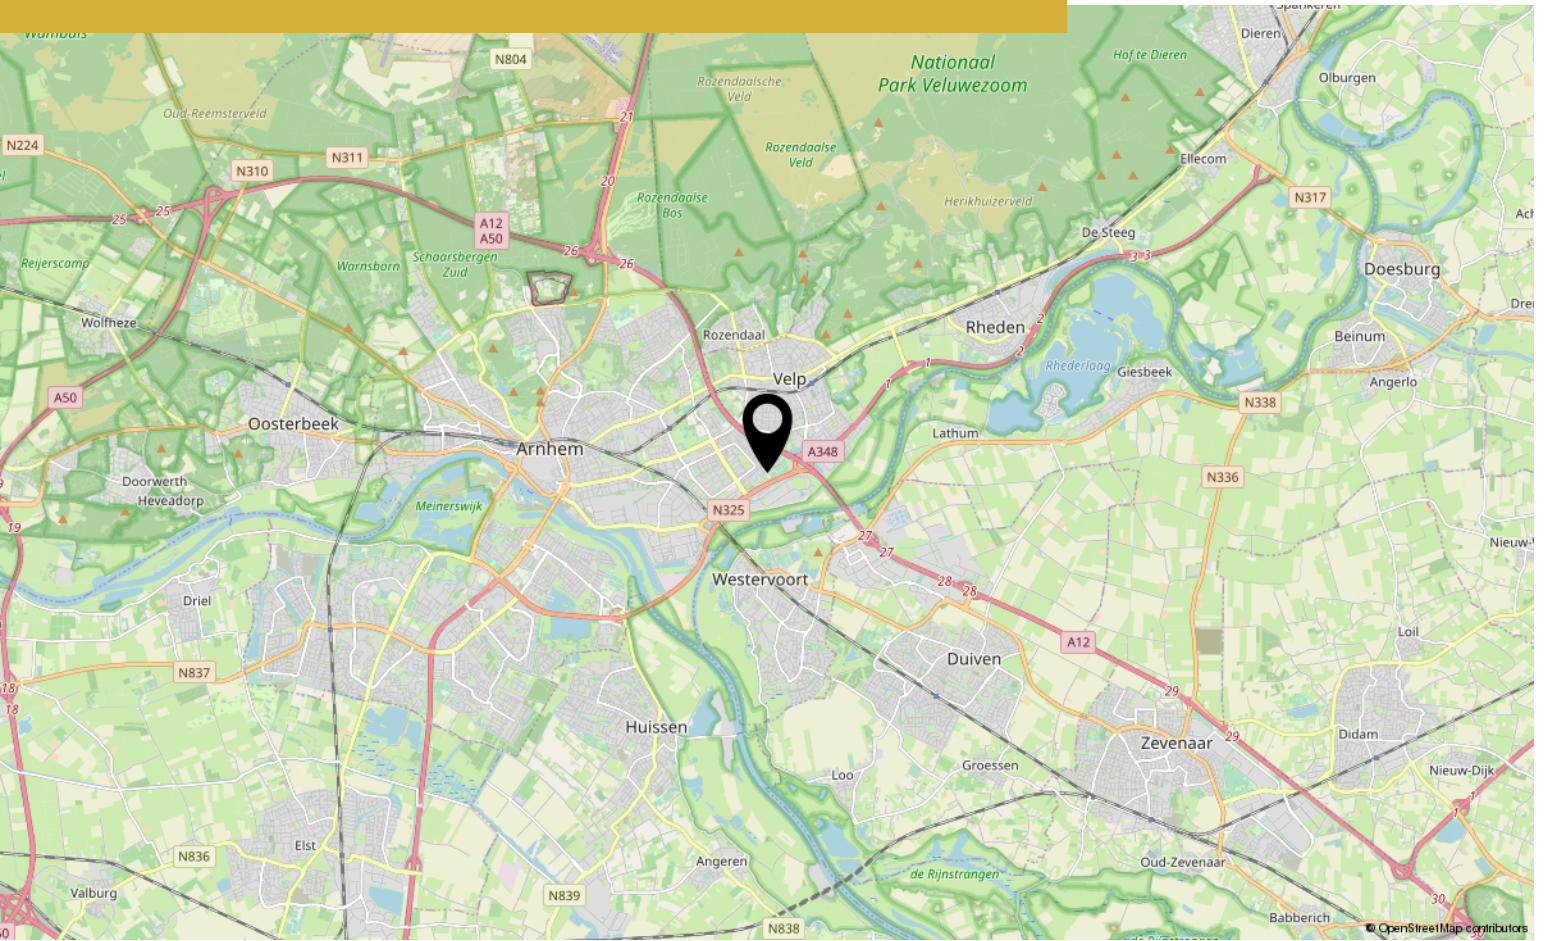 Spankeren
Dieren
Hof te Dieren
N804
Nationaal
Park Veluwezoom
Olburgen
Rozendaalsche
Veld
Oud-Reemsterveld
21
N224
N311
Rozendaalse
Veld
Ellecom
N310
20
N317
Rozendaalse
Bos
Herikhuizerveld
25
25
A12
A50
De Steeg
26
26
3
3
Reijerscamp
Warnsborn
Schaarsbergen
Zuid
Doesburg
Wolfheze
Rozendaal
Rheden
2
Beinum
2
1
Rhederlaag
Giesbeek
Velp
1
Angerlo
A50
N338
Oosterbeek
Lathum
Arnhem
A348
Doorwerth
Heveadorp
N336
Meinerswijk
N325
19
27
27
Westervoort
28
28
Driel
Loil
A12
Duiven
N837
18
18
29
29
Huissen
Zevenaar
Didam
Groessen
Loo
Nieuw-Dijk
1
Elst
N836
Angeren
Oud-Zevenaar
de Rijnstrangen
Valburg
N839
30
Babberich
N838
© OpenStreetMap contributors